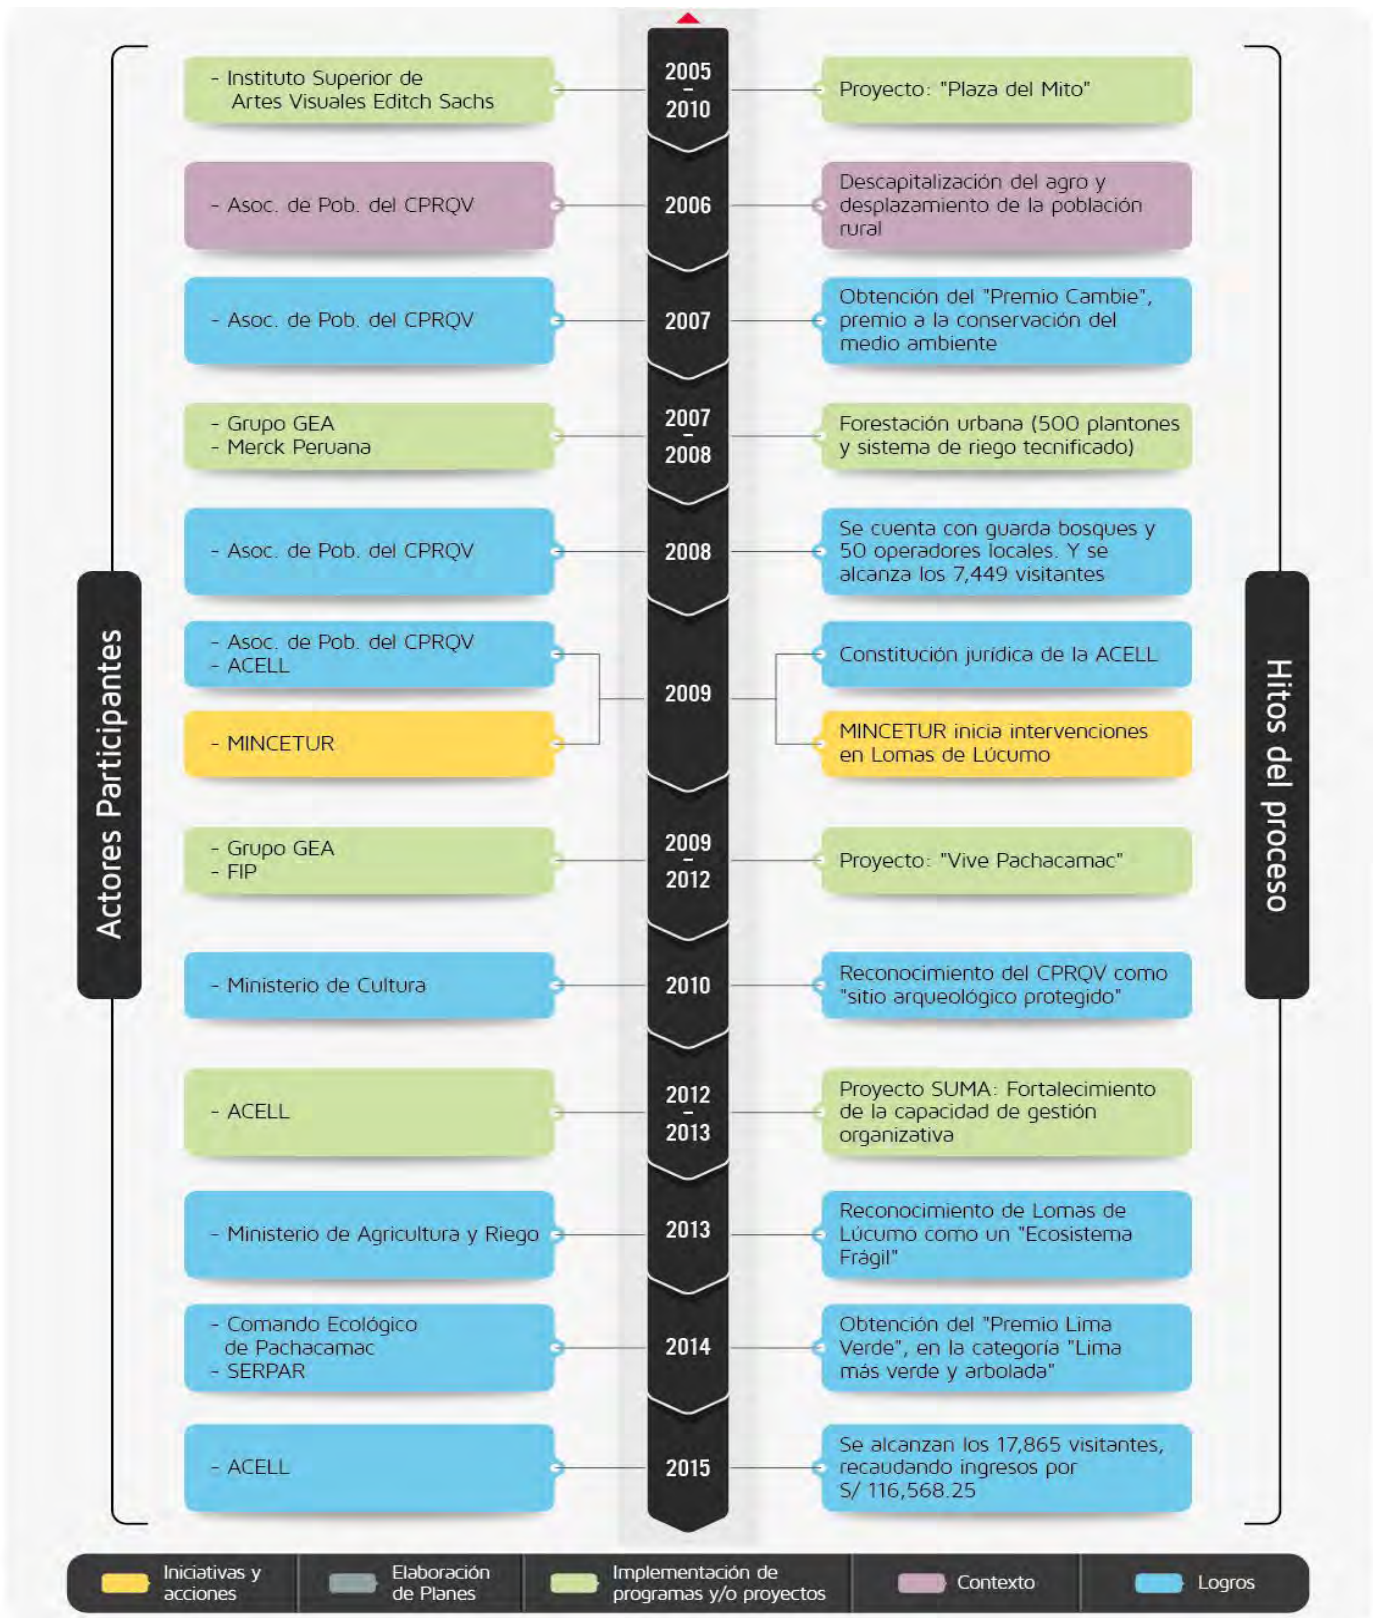 - Instituto Superior de
Artes Visuales Editch Sachs
2005
–
2010
Proyecto: "Plaza del Mito"
- Asoc. de Pob. del CPRQV
2006
Descapitalización del agro y
desplazamiento de la población
rural
- Asoc. de Pob. del CPRQV
2007
Obtención del "Premio Cambie",
premio a la conservación del
medio ambiente
- Grupo GEA
- Merck Peruana
2007
–
2008
Forestación urbana (500 plantones
y sistema de riego tecnificado)
- Asoc. de Pob. del CPRQV
2008
Se cuenta con guarda bosques y
50 operadores locales. Y se
alcanza los 7,449 visitantes
- Asoc. de Pob. del CPRQV
- ACELL
- MINCETUR
2009
Constitución jurídica de la ACELL
MINCETUR inicia intervenciones
en Lomas de Lúcumo
- Grupo GEA
- FIP
2009
–
2012
Proyecto: "Vive Pachacamac"
- Ministerio de Cultura
2010
Reconocimiento del CPRQV como
"sitio arqueológico protegido"
- ACELL
2012
–
2013
Proyecto SUMA: Fortalecimiento
de la capacidad de gestión
organizativa
- Ministerio de Agricultura y Riego
2013
Reconocimiento de Lomas de
Lúcumo como un "Ecosistema
Frágil"
- Comando Ecológico
de Pachacamac
- SERPAR
2014
Obtención del "Premio Lima
Verde", en la categoría "Lima
más verde y arbolada"
- ACELL
2015
Se alcanzan los 17,865 visitantes,
recaudando ingresos por
S/ 116,568.25
Actores Participantes
Hitos del proceso
Iniciativas y
acciones
Elaboración
de Planes
Implementación de
programas y/o proyectos
Contexto
Logros